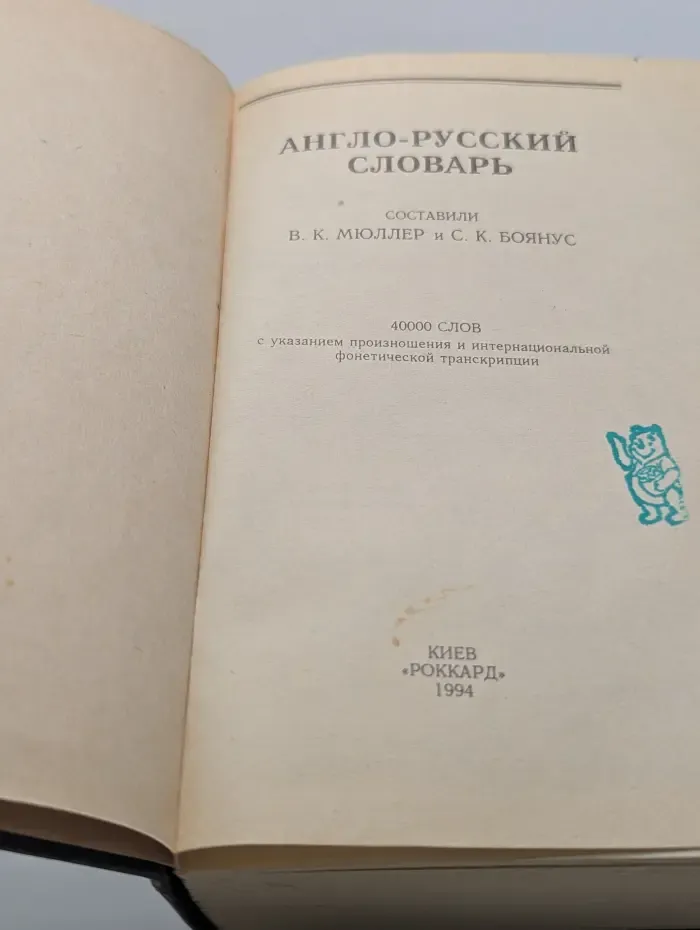 АНГЛО-РУССКИЙ
СЛОВАРЬ
СОСТАВИЛИ
В. К. МЮЛЛЕР и С. К. БОЯНУС
40000 СЛОВ
с указанием произношения и интернациональной
фонетической транскрипции
КИЕВ
«РОККАРД»
1994